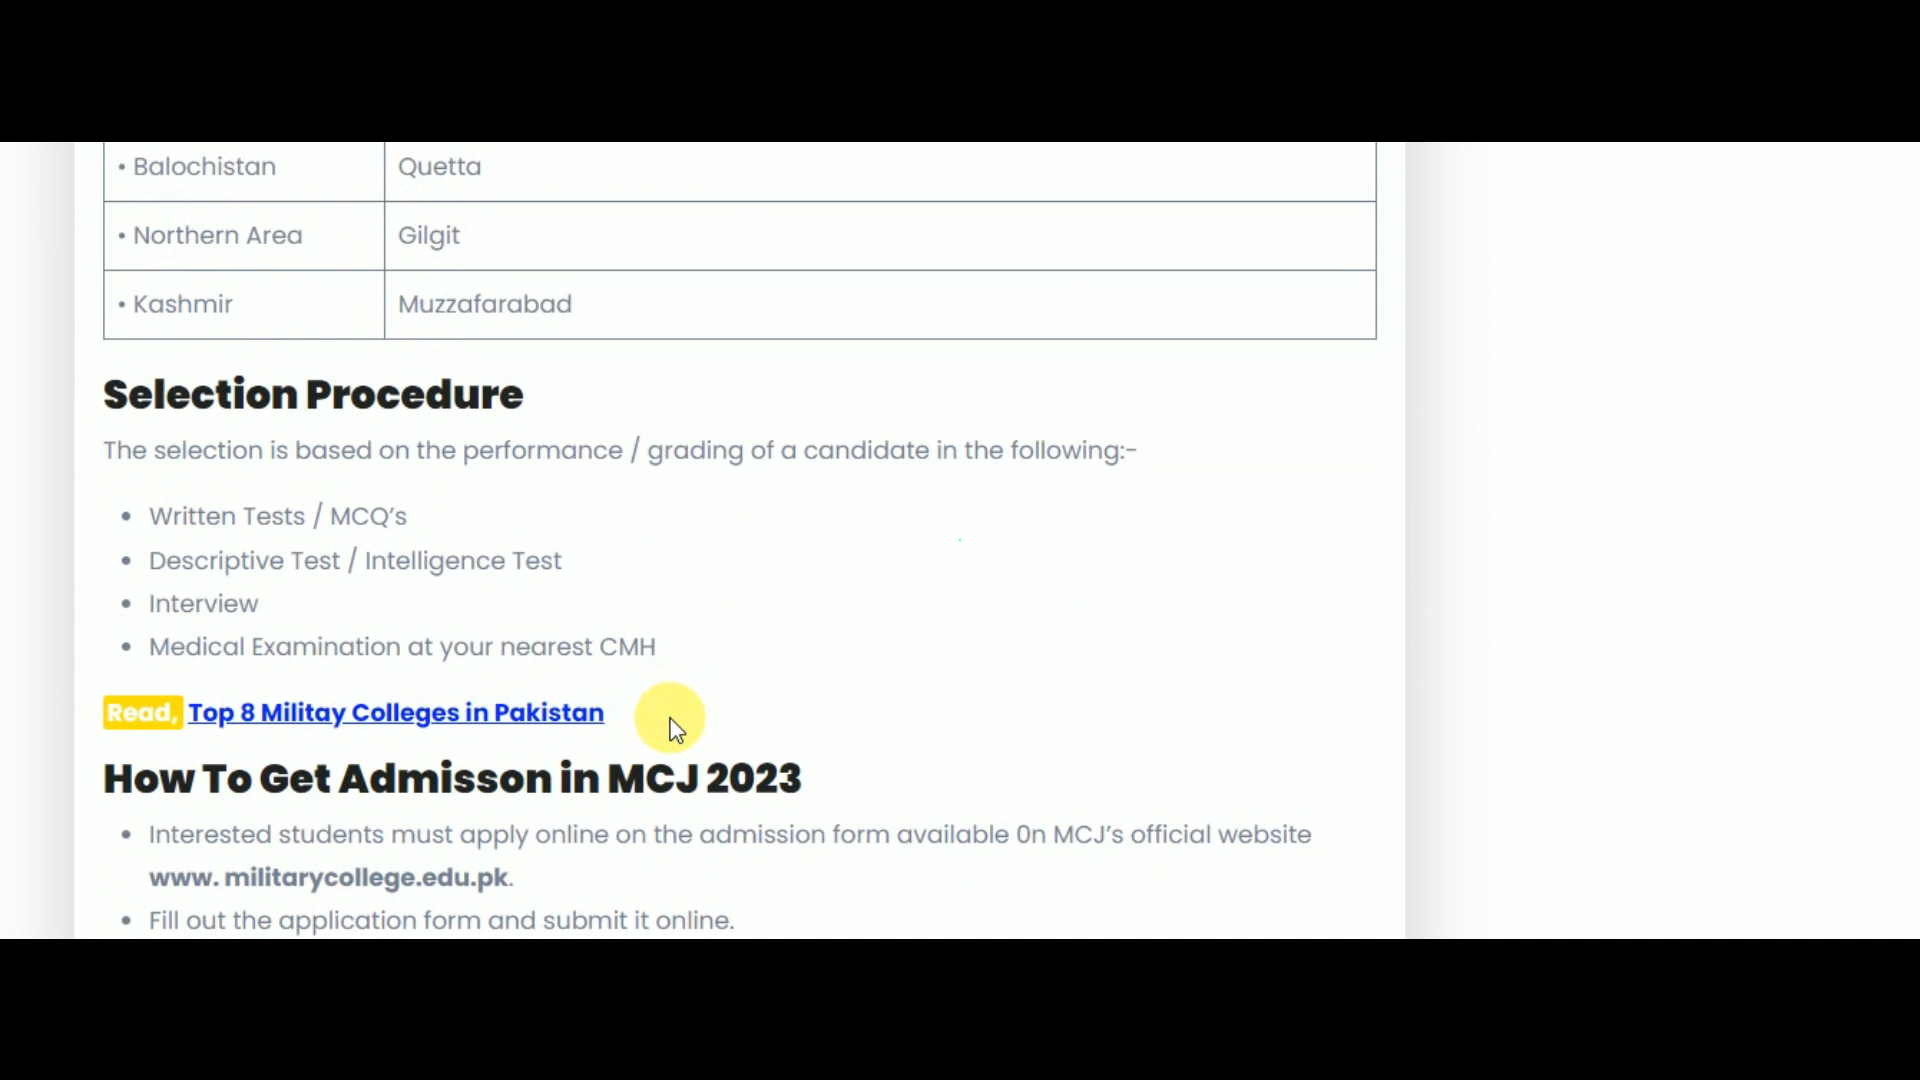 • Balochistan Quetta
• Northern Area Gilgit
• Kashmir Muzzafarabad
Selection Procedure
The selection is based on the performance / grading of a candidate in the following:-
• Written Tests / MCQ’s
• Descriptive Test / Intelligence Test
• Interview
• Medical Examination at your nearest CMH
Read, Top 8 Militay Colleges in Pakistan
How To Get Admisson in MCJ 2023
• Interested students must apply online on the admission form available 0n MCJ’s official website
www. militarycollege.edu.pk.
• Fill out the application form and submit it online.